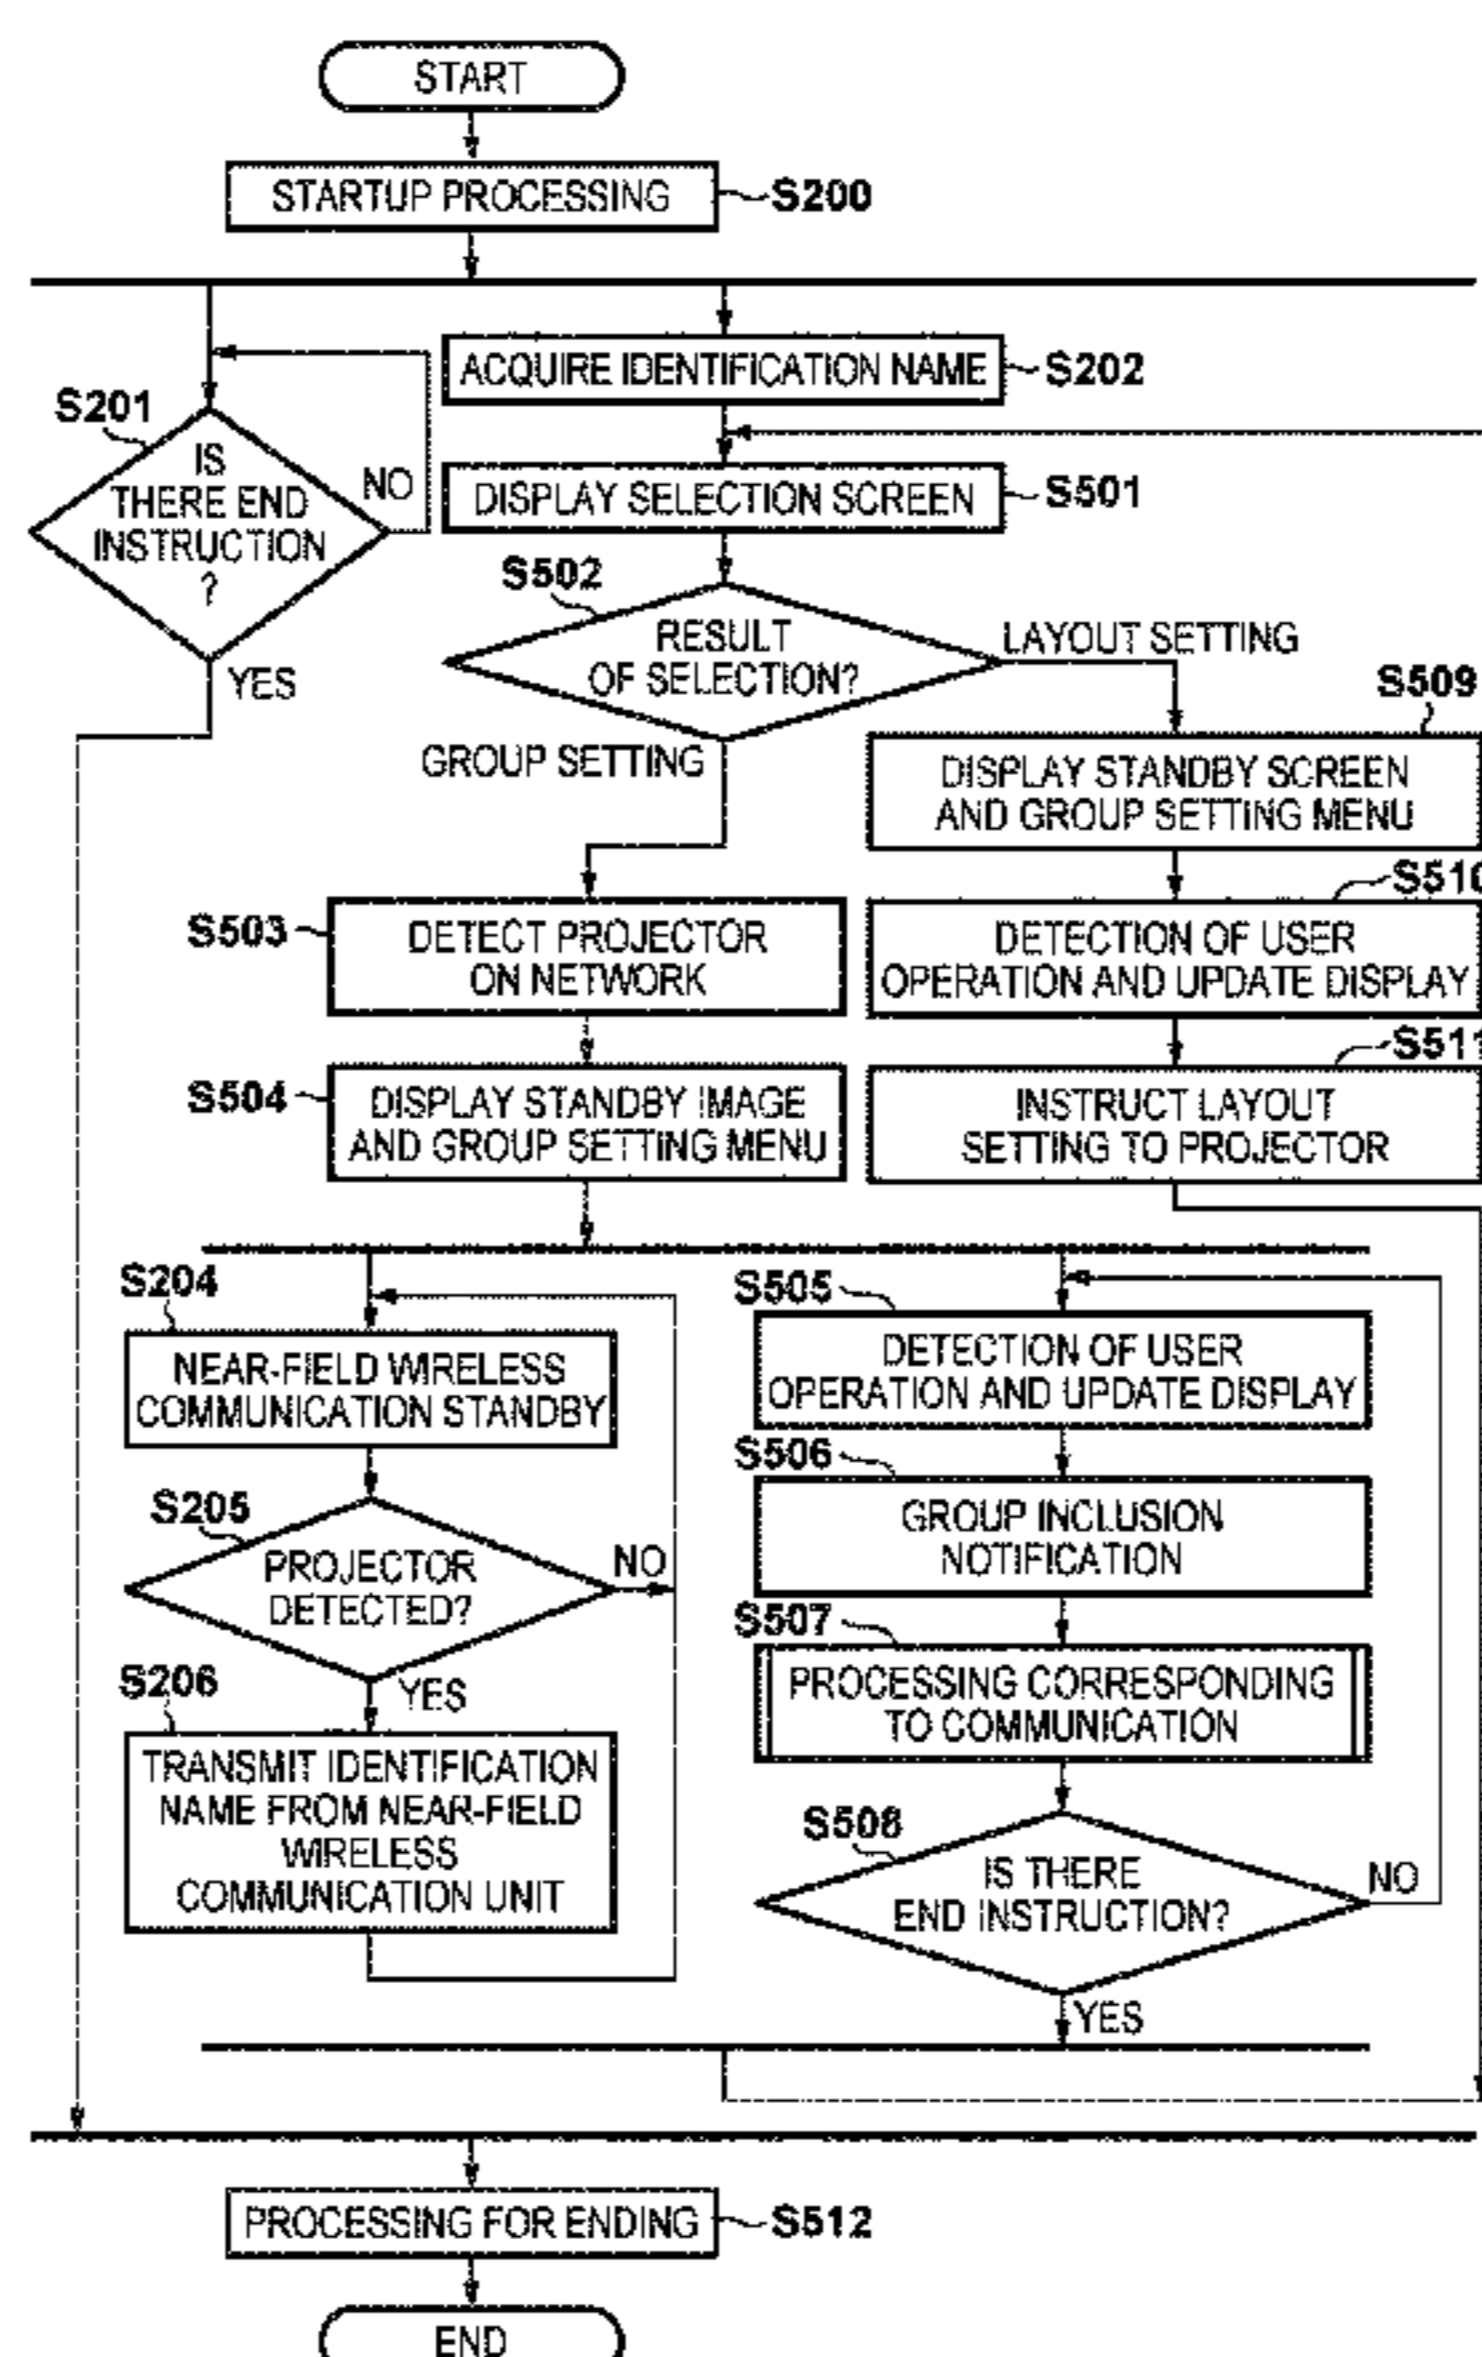 START
STARTUP PROCESSING
S200
ACQUIRE IDENTIFICATION NAME
S202
S201
IS
THERE END
INSTRUCTION
?
NO
YES
DISPLAY SELECTION SCREEN
S501
S502
RESULT
OF SELECTION?
LAYOUT SETTING
GROUP SETTING
S509
DISPLAY STANDBY SCREEN
AND GROUP SETTING MENU
S503
DETECT PROJECTOR
ON NETWORK
S510
DETECTION OF USER
OPERATION AND UPDATE DISPLAY
S504
DISPLAY STANDBY IMAGE
AND GROUP SETTING MENU
S511
INSTRUCT LAYOUT
SETTING TO PROJECTOR
S204
NEAR-FIELD WIRELESS
COMMUNICATION STANDBY
S205
PROJECTOR
DETECTED?
NO
YES
S206
TRANSMIT IDENTIFICATION
NAME FROM NEAR-FIELD
WIRELESS
COMMUNICATION UNIT
S505
DETECTION OF USER
OPERATION AND UPDATE DISPLAY
S506
GROUP INCLUSION
NOTIFICATION
S507
PROCESSING CORRESPONDING
TO COMMUNICATION
S508
IS THERE
END INSTRUCTION?
NO
YES
PROCESSING FOR ENDING
S512
END